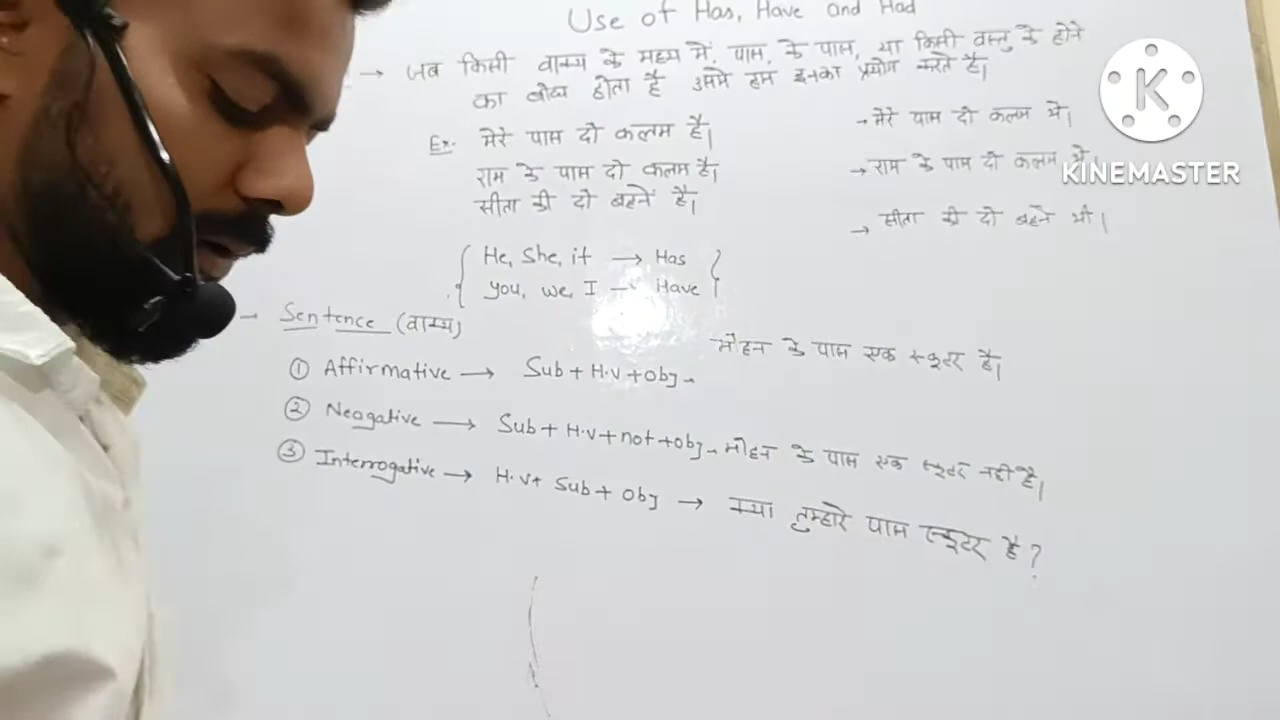 Use of Has, Have and Had
→ जब किसी वाक्य के मध्य में, पास, के पास, या किसी वस्तु के होने
का बोध होता है उसमे हम इनका प्रयोग करते है।
Ex. मेरे पास दो कलम है।
→ मेरे पास दो कलम थे।
राम के पास दो कलम है।
→ राम के पास दो कलम थे
सीता की दो बहनें है।
→ सीता की दो बहने थी।
He, She, it → Has
You, we, I → Have
K
KINEMASTER
→ Sentence (वाक्य)
① Affirmative → Sub + H.V + Obj → मोहन के पास एक स्कूटर है।
② Neagative → Sub + H.V + not + obj → मोहन के पास एक स्कूटर नही है।
③ Interrogative → H.V + Sub + Obj → क्या तुम्हारे पास स्कूटर है?